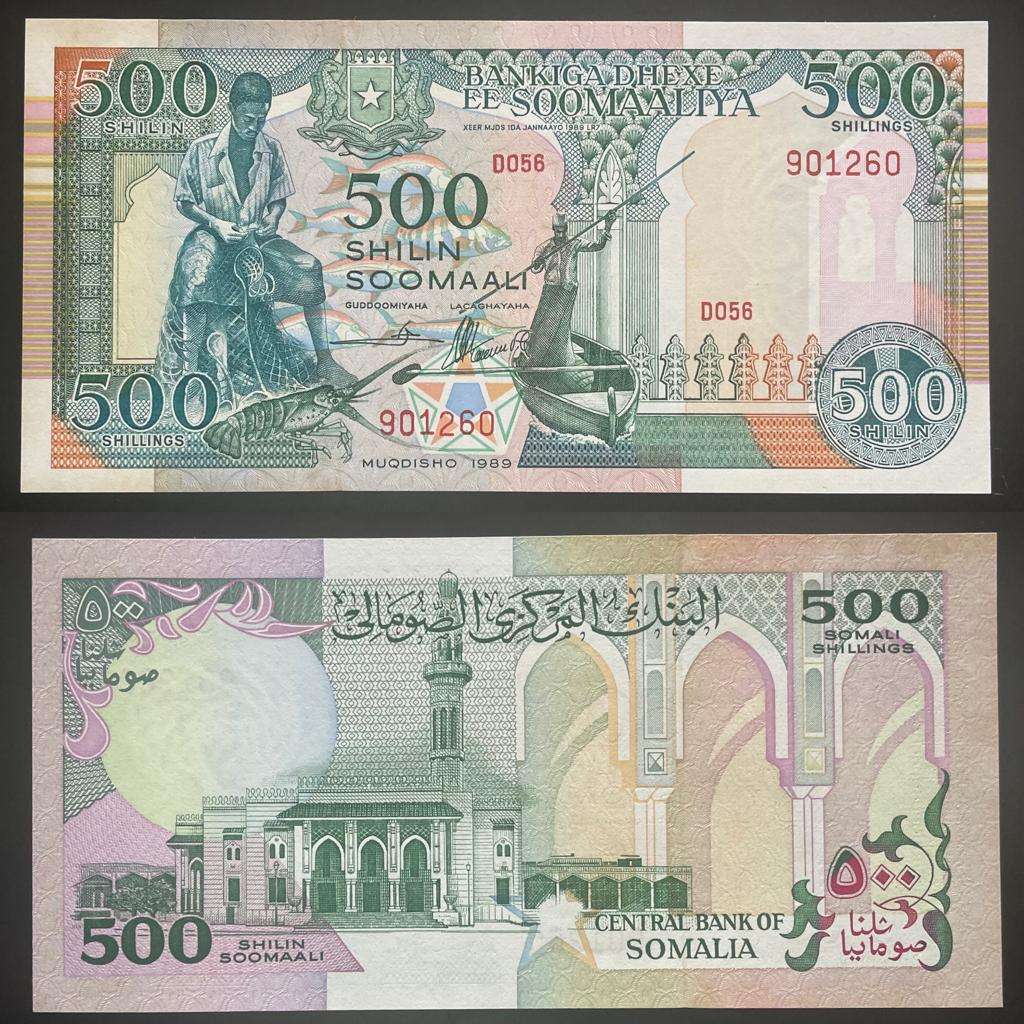 500
SHILIN
BANKIGA DHEXE
EE SOOMAALIYA
XEER MJDS 1DA JANNAAYO 1989 LR7
500
SHILLINGS
D056
901260
500
SHILIN
SOOMAALI
GUDDOOMIYAHA LACAGHAYAHA
D056
500
SHILLINGS
901260
MUQDISHO 1989
500
SHILIN
٥٠٠
شلنا
صوماليا
البنك المركزى الصومالى
500
SOMALI
SHILLINGS
500
SHILIN
SOOMAALI
CENTRAL BANK OF
SOMALIA
٥٠٠
شلنا
صوماليا